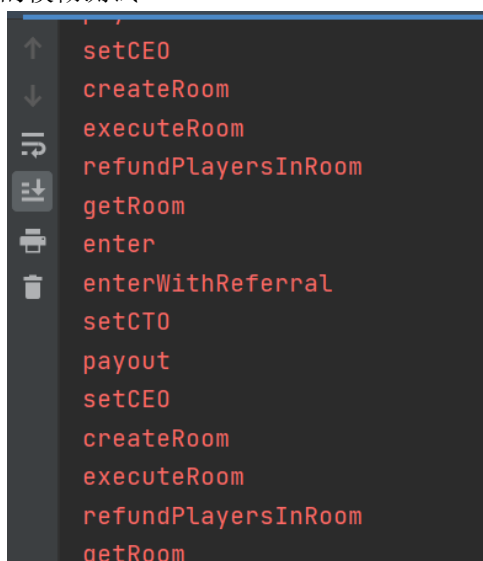 setCEO
createRoom
executeRoom
refundPlayersInRoom
getRoom
enter
enterWithReferral
setCTO
payout
setCEO
createRoom
executeRoom
refundPlayersInRoom
getRoom